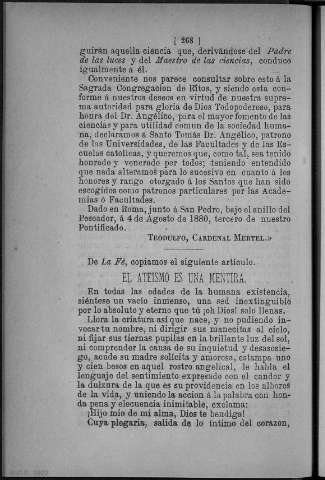 [ 268 ]
guirán aquella ciencia que, derivándose del Padre
de las luces y del Maestro de las ciencias, conduce
igualmente á él.
Conveniente nos parece consultar sobre esto á la
Sagrada Congregacion de Ritos, y siendo esta con-
forme á nuestros deseos en virtud de nuestra supre-
ma autoridad para gloria de Dios Todopoderoso, para
honra del Dr. Angélico, para el mayor fomento de las
ciencias y para utilidad comun de la sociedad huma-
na, declaramos á Santo Tomás Dr. Angélico, patrono
de las Universidades, de las Facultades y de las Es-
cuelas católicas, y queremos que, como tal, sea tenido
honrado y venerado por todos; teniendo entendido
que nada alteramos para lo sucesivo en cuanto á los
honores y rango otorgado á los Santos que han sido
escogidos como patronos particulares por las Acade-
mias ó Facultades.
Dado en Roma, junto á San Pedro, bajo el anillo del
Pescador, á 4 de Agosto de 1880, tercero de nuestro
Pontificado.
TEODULFO, CARDENAL MERTEL.»
De La Fé, copiamos el siguiente artículo.
EL ATEISMO ES UNA MENTIRA.
En todas las edades de la humana existencia,
siéntese un vacío inmenso, una sed inextinguible
por lo absoluto y eterno que tú ¡oh Dios! solo llenas.
Llora la criatura así que nace, y no pudiendo in-
vocar tu nombre, ni dirigir sus manecitas al cielo,
ni fijar sus tiernas pupilas en la brillante luz del sol,
ni comprender la causa de su inquietud y desasosie-
go, acude su madre solícita y amorosa, estampa uno
y cien besos en aquel rostro angelical, le habla el
lenguaje del sentimiento expresado con el candor y
la dulzura de la que es su providencia en los albores
de la vida, y uniendo la accion á la palabra con hon-
da pena y elocuencia inimitable, exclama:
¡Hijo mio de mi alma, Dios te bendiga!
Cuya plegaria, salida de lo íntimo del corazon,